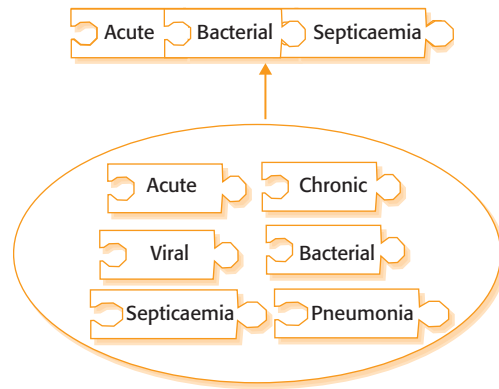 Acute Bacterial Septicaemia
Acute Chronic
Viral Bacterial
Septicaemia Pneumonia